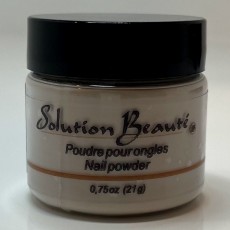 Solution Beauté
Poudre pour ongles
Nail powder
0,75oz (21g)